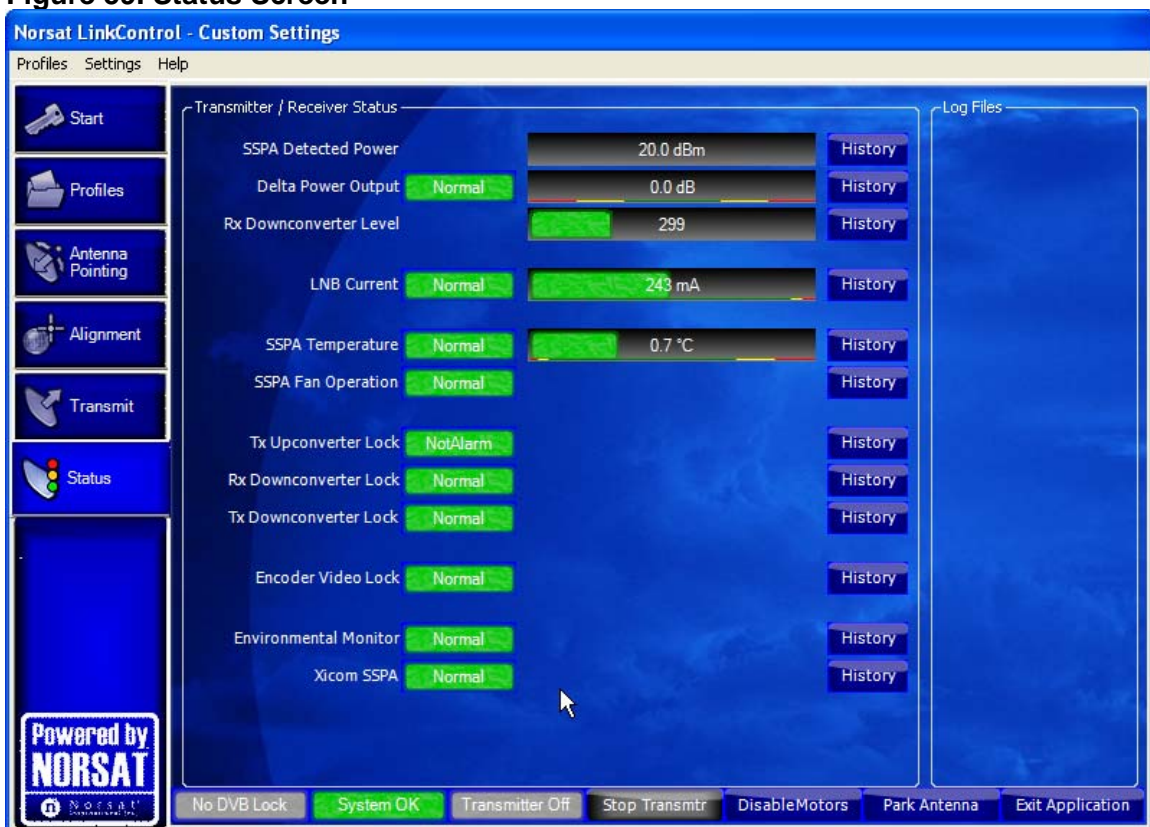 Figure 55. Status Screen
Norsat LinkControl - Custom Settings
Profiles Settings Help
Start
Profiles
Antenna
Pointing
Alignment
Transmit
Status
Transmitter / Receiver Status
SSPA Detected Power 20.0 dBm History
Delta Power Output Normal 0.0 dB History
Rx Downconverter Level 299 History
LNB Current Normal 243 mA History
SSPA Temperature Normal 0.7 °C History
SSPA Fan Operation Normal History
Tx Upconverter Lock NotAlarm History
Rx Downconverter Lock Normal History
Tx Downconverter Lock Normal History
Encoder Video Lock Normal History
Environmental Monitor Normal History
Xicom SSPA Normal History
Log Files
Powered by
NORSAT
Norsat
No DVB Lock System OK Transmitter Off Stop Transmtr DisableMotors Park Antenna Exit Application